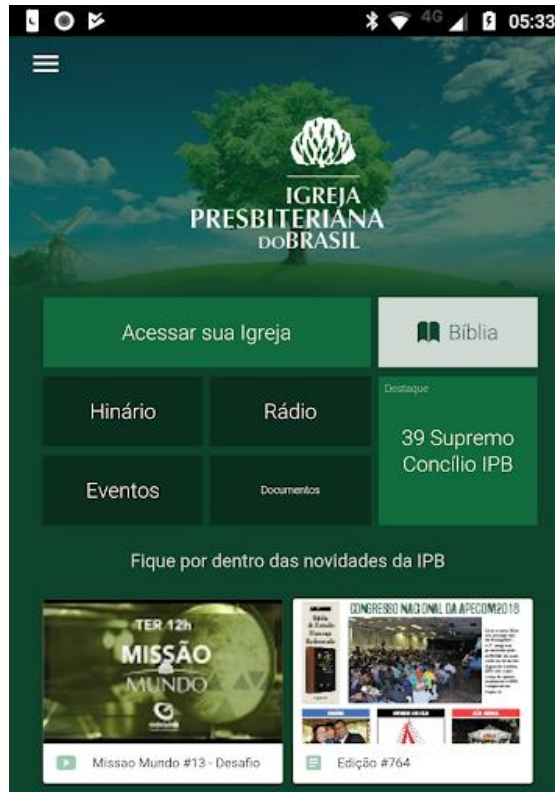 4G 05:33
IGREJA
PRESBITERIANA
DO BRASIL
Acessar sua Igreja
Bíblia
Hinário
Rádio
Destaque
39 Supremo
Concílio IPB
Eventos
Documentos
Fique por dentro das novidades da IPB
TER 12h
MISSÃO
MUNDO
CONGRESSO NACIONAL DA APECOM 2018
Missao Mundo #13 - Desafio
Edição #764